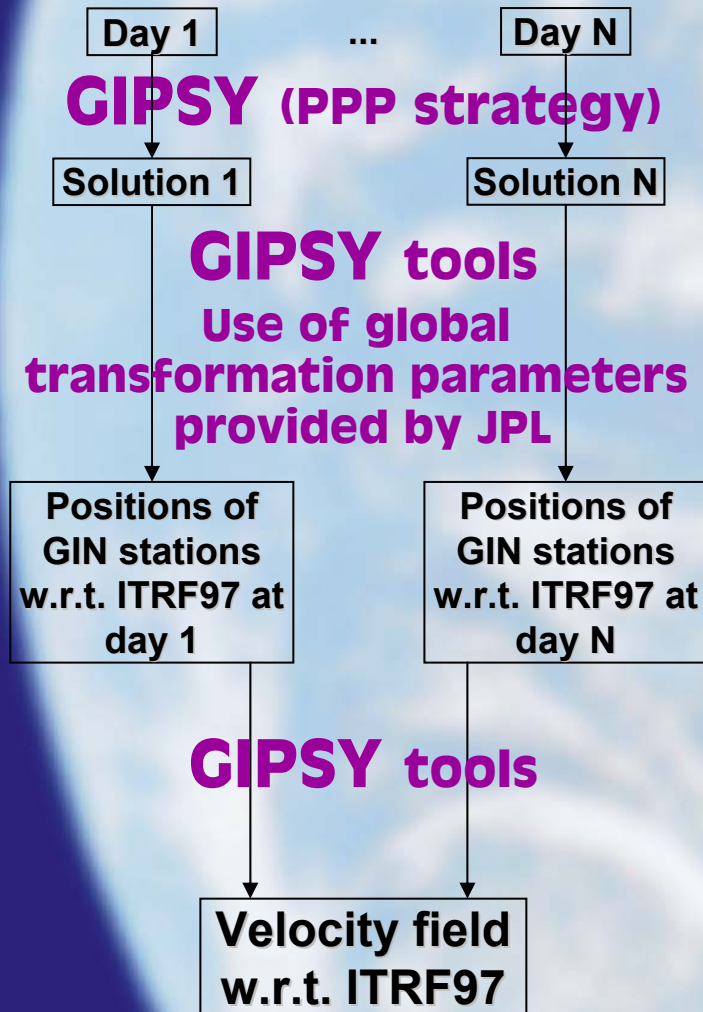 Day 1 ... Day N
GIPSY (PPP strategy)
Solution 1 Solution N
GIPSY tools
Use of global
transformation parameters
provided by JPL
Positions of
GIN stations
w.r.t. ITRF97 at
day 1
Positions of
GIN stations
w.r.t. ITRF97 at
day N
GIPSY tools
Velocity field
w.r.t. ITRF97